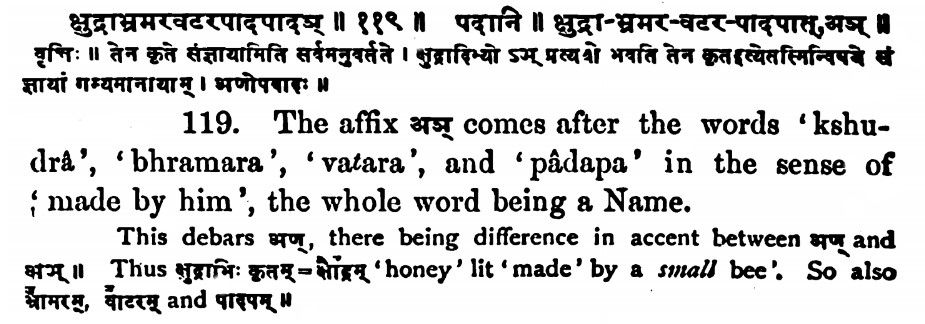 क्षुद्राभ्रमरवटरपादपादञ् ॥ ११९ ॥ पदानि ॥ क्षुद्रा-भ्रमर-वटर-पादपात्, अञ् ॥
वृत्तिः ॥ तेन कृते संज्ञायामिति सर्वमनुवर्तते । क्षुद्रादिभ्यो ऽञ् प्रत्ययो भवति तेन कृतइत्येतस्मिन्विषये सं
ज्ञायां गम्यमानायाम् । अणोपवादः ॥
119. The affix अञ् comes after the words ‘kshu-
drâ’, ‘bhramara’, ‘vatara’, and ‘pâdapa’ in the sense of
‘made by him’, the whole word being a Name.
This debars अण्, there being difference in accent between अण् and
अञ् ॥ Thus क्षुद्राभिः कृतम् = क्षौद्रम् ‘honey’ lit ‘made’ by a small bee’. So also
भ्रामरम्, वाटरम् and पादपम् ॥